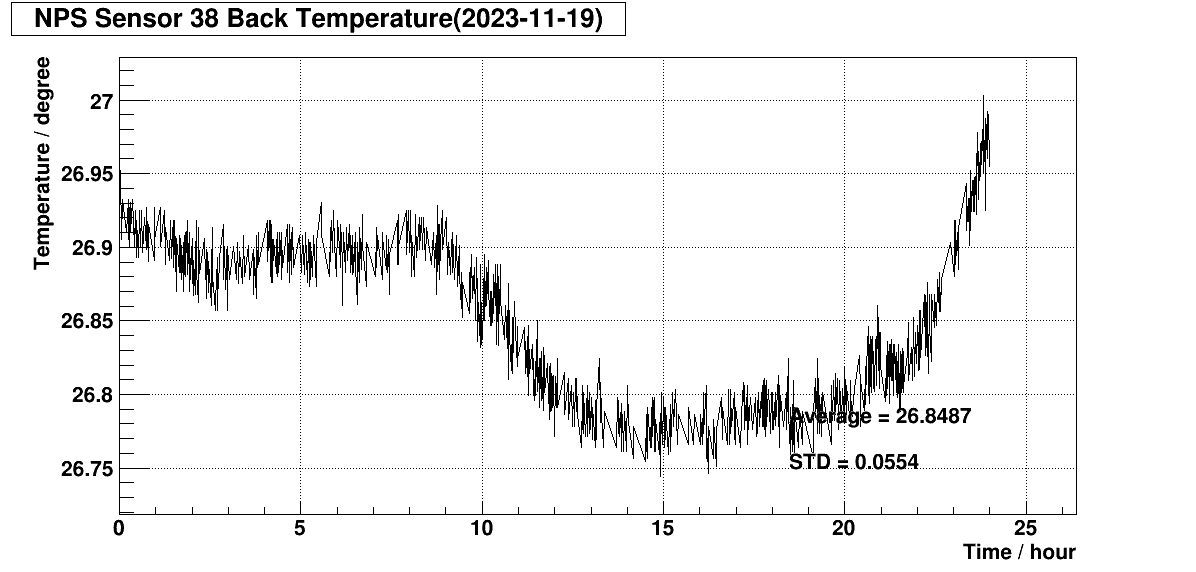 NPS Sensor 38 Back Temperature(2023-11-19)
Temperature / degree
27
26.95
26.9
26.85
26.8
26.75
Average = 26.8487
STD = 0.0554
0 5 10 15 20 25
Time / hour